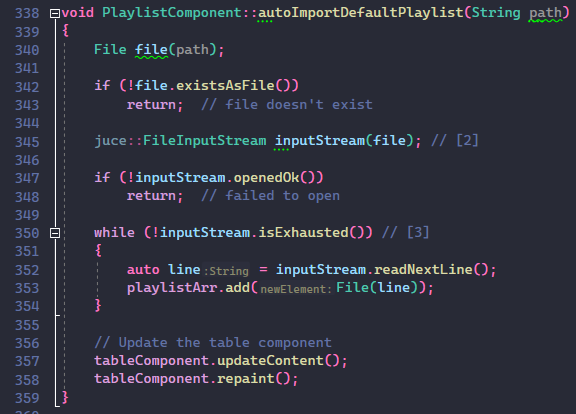 338 void PlaylistComponent::autoImportDefaultPlaylist(String path)
339 {
340 File file(path);
341
342 if (!file.existsAsFile())
343 return; // file doesn't exist
344
345 juce::FileInputStream inputStream(file); // [2]
346
347 if (!inputStream.openedOk())
348 return; // failed to open
349
350 while (!inputStream.isExhausted()) // [3]
351 {
352 auto line:String = inputStream.readNextLine();
353 playlistArr.add(newElement:File(line));
354 }
355
356 // Update the table component
357 tableComponent.updateContent();
358 tableComponent.repaint();
359 }